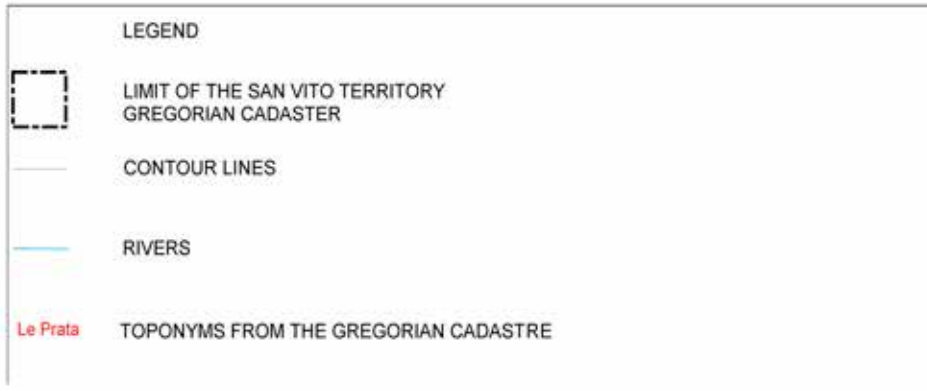 LEGEND
LIMIT OF THE SAN VITO TERRITORY
GREGORIAN CADASTER
CONTOUR LINES
RIVERS
Le Prata TOPONYMS FROM THE GREGORIAN CADASTRE